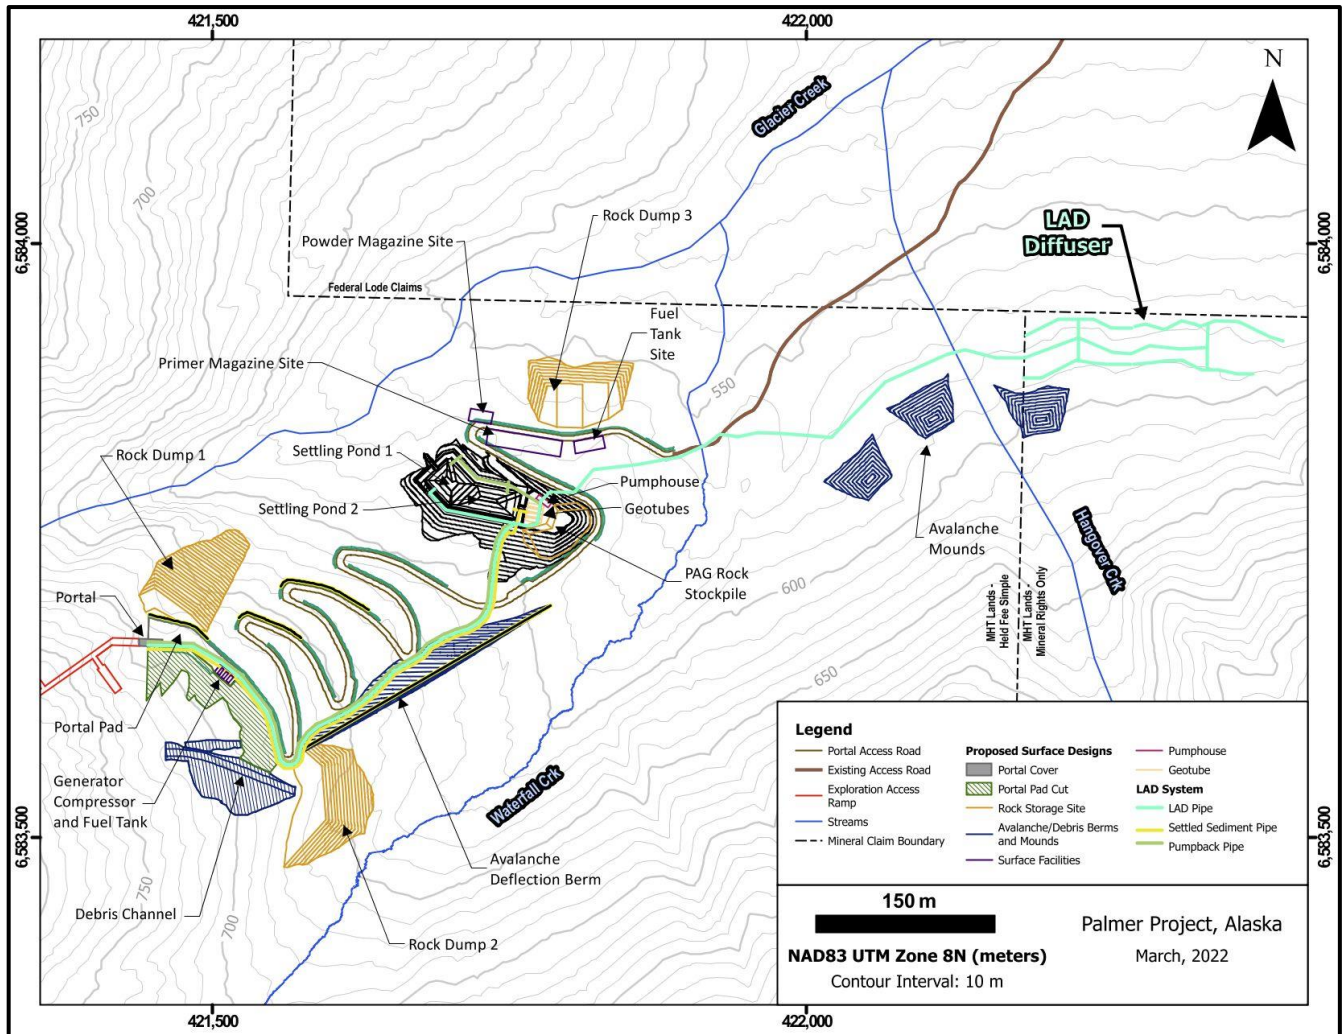 421,500
422,000
N
750
Glacier Creek
700
Rock Dump 3
LAD
Diffuser
Powder Magazine Site
6,584,000
6,584,000
Federal Lode Claims
Fuel
Tank
Site
Primer Magazine Site
550
Settling Pond 1
Rock Dump 1
Pumphouse
Settling Pond 2
Geotubes
Avalanche
Mounds
Hangover Crk
PAG Rock
Stockpile
600
Portal
MHT Lands -
Held Fee Simple
MHT Lands -
Mineral Rights Only
650
Portal Pad
Generator
Compressor
and Fuel Tank
Waterfall Crk
Avalanche
Deflection Berm
750
700
Debris Channel
Rock Dump 2
6,583,500
6,583,500
Legend
Portal Access Road
Existing Access Road
Exploration Access
Ramp
Streams
Mineral Claim Boundary
Proposed Surface Designs
Portal Cover
Portal Pad Cut
Rock Storage Site
Avalanche/Debris Berms
and Mounds
Surface Facilities
Pumphouse
Geotube
LAD System
LAD Pipe
Settled Sediment Pipe
Pumpback Pipe
150 m
NAD83 UTM Zone 8N (meters)
Contour Interval: 10 m
Palmer Project, Alaska
March, 2022
421,500
422,000